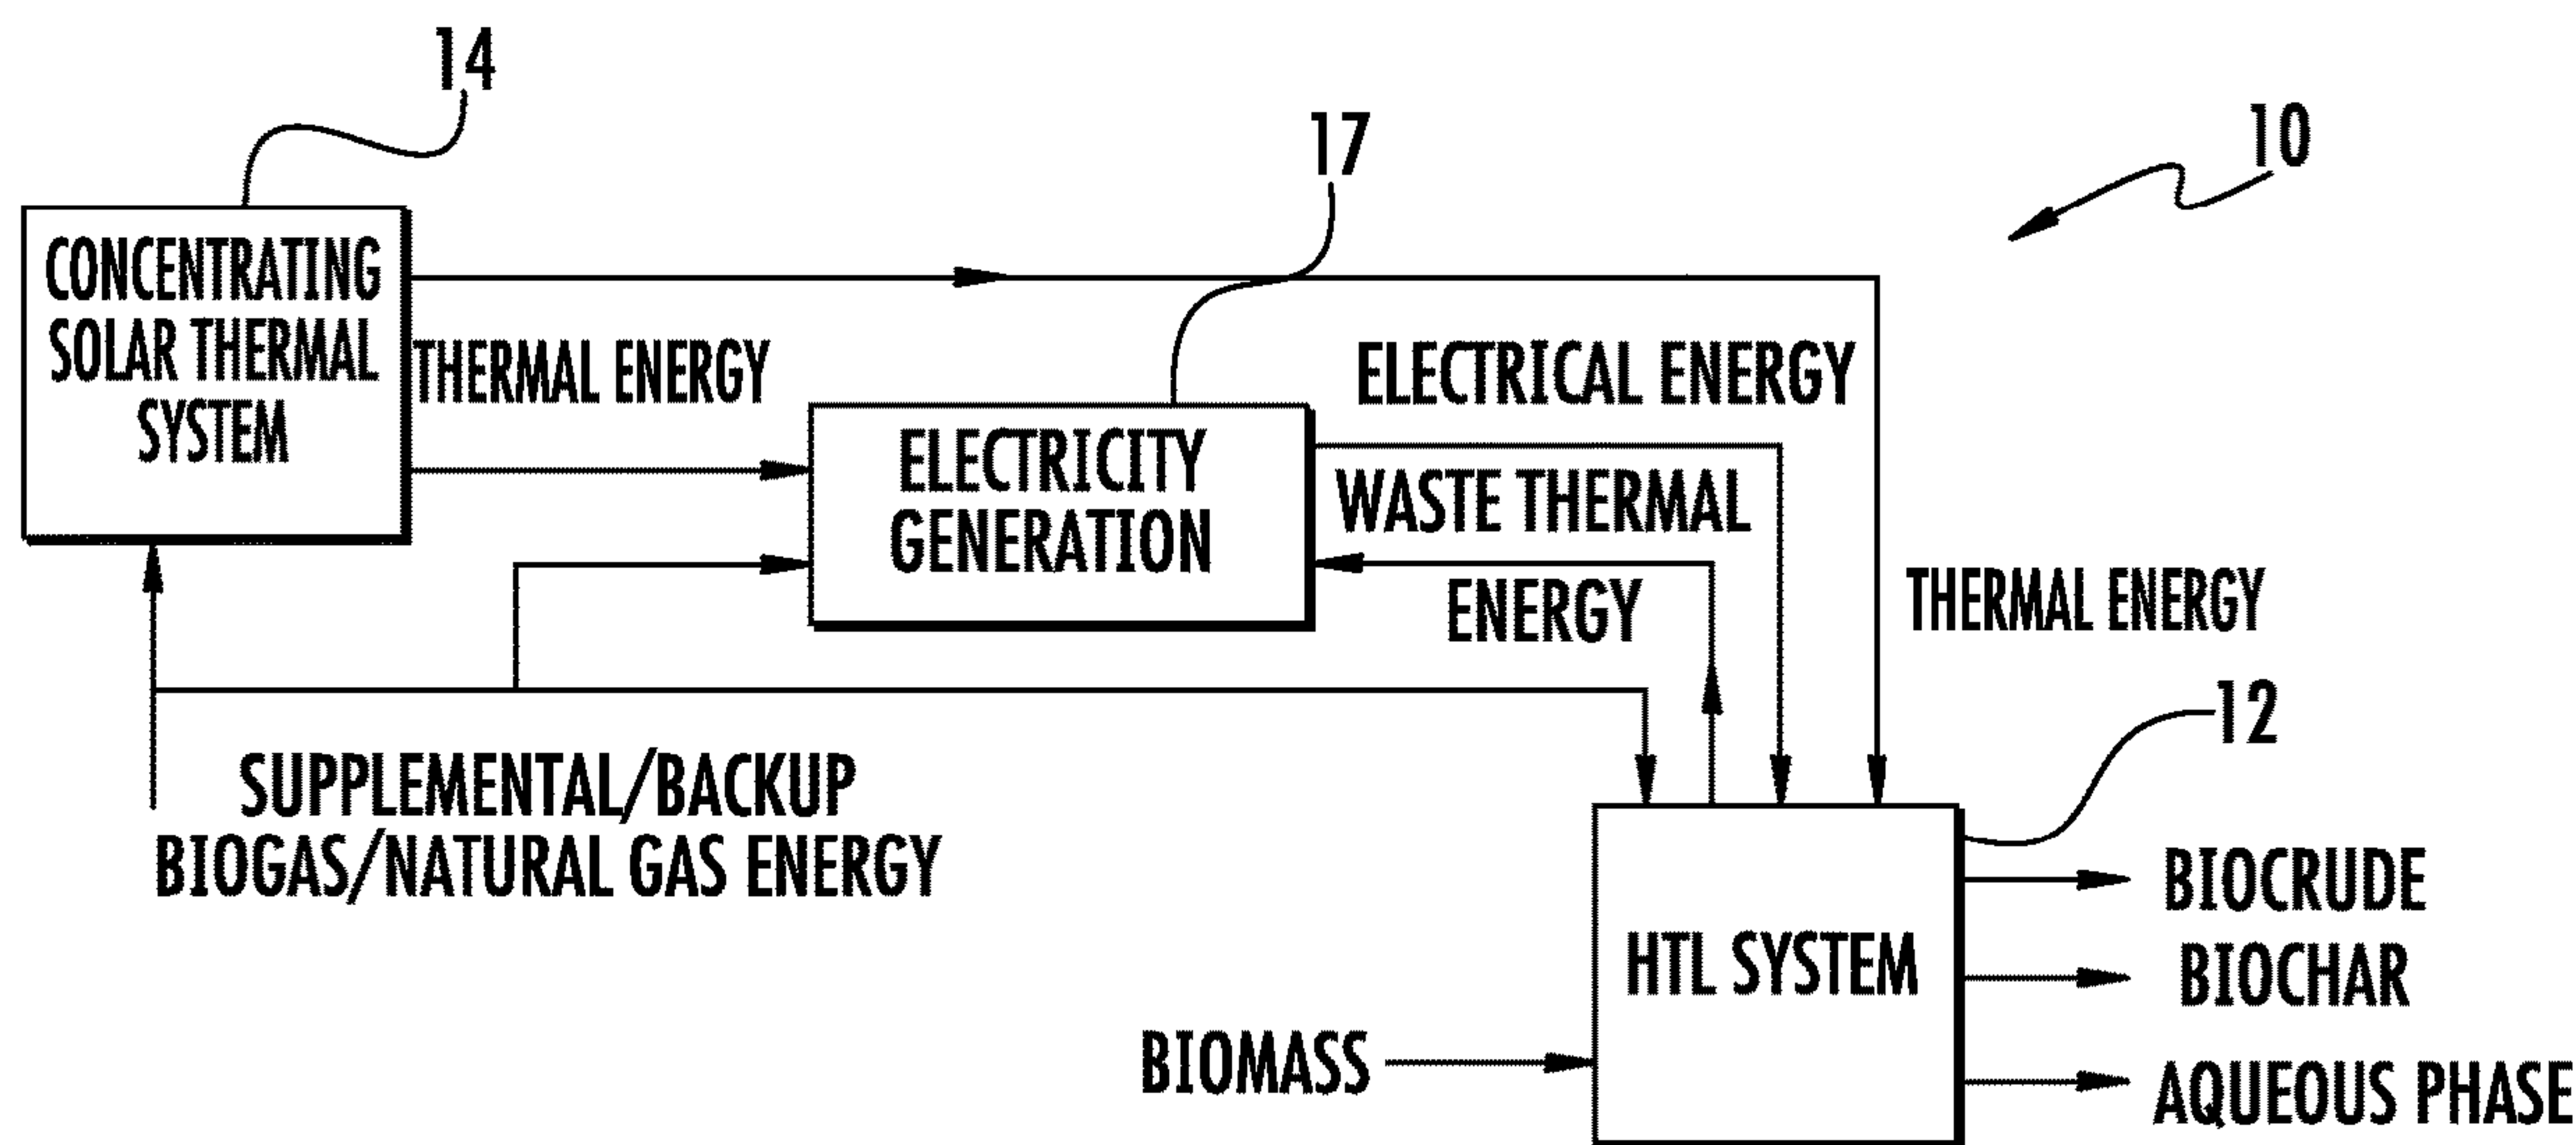 14
17
10
CONCENTRATING
SOLAR THERMAL
SYSTEM
THERMAL ENERGY
ELECTRICAL ENERGY
ELECTRICITY
GENERATION
WASTE THERMAL
ENERGY
THERMAL ENERGY
12
SUPPLEMENTAL/BACKUP
BIOGAS/NATURAL GAS ENERGY
HTL SYSTEM
BIOCRUDE
BIOCHAR
BIOMASS
AQUEOUS PHASE